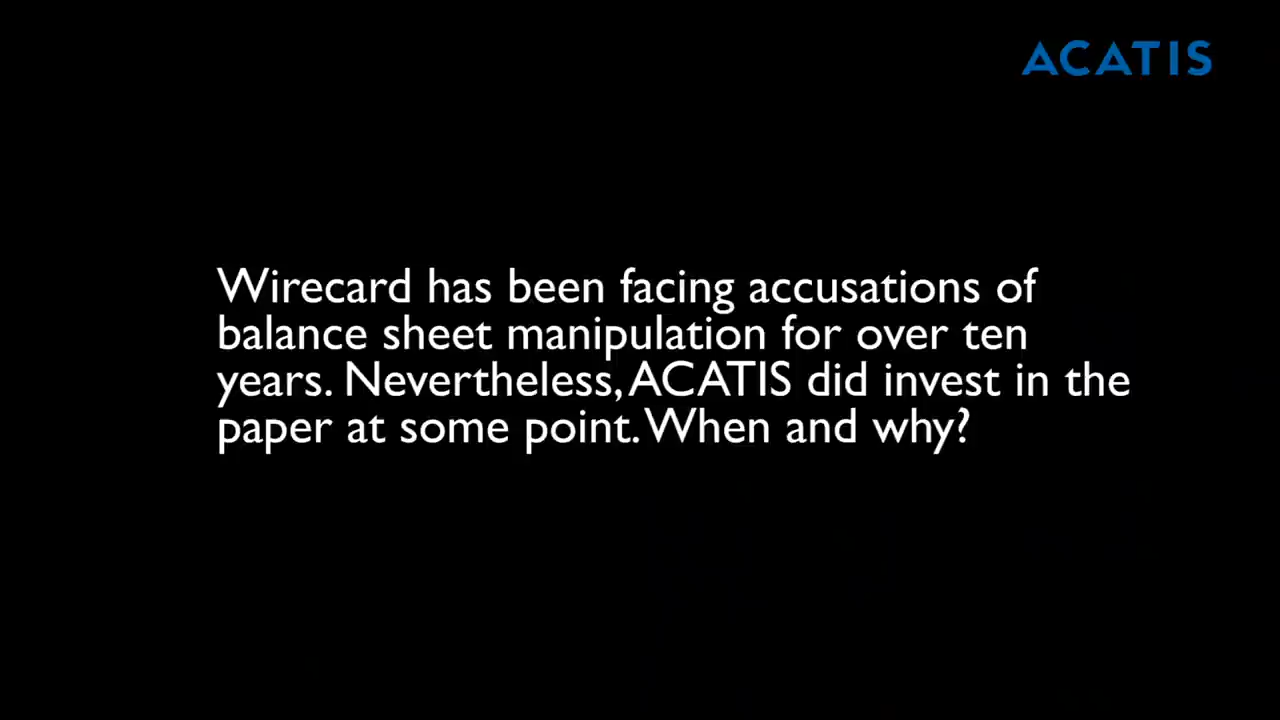 ACATIS
Wirecard has been facing accusations of
balance sheet manipulation for over ten
years. Nevertheless, ACATIS did invest in the
paper at some point. When and why?